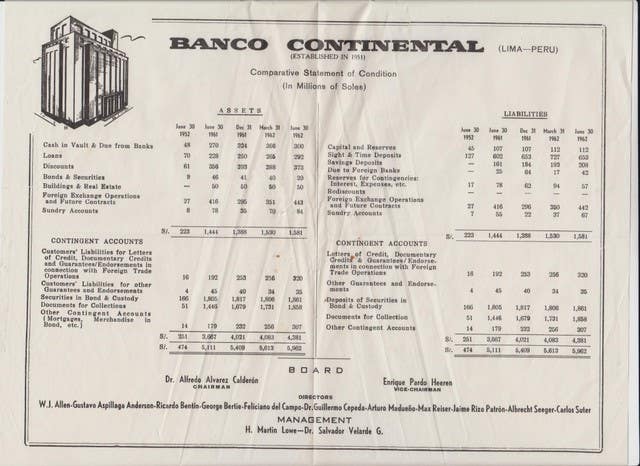 BANCO CONTINENTAL (LIMA—PERU)
(ESTABLISHED IN 1951)
Comparative Statement of Condition
(In Millions of Soles)
ASSETS
June 30 June 30 Dec 31 March 31 June 30
1952 1961 1961 1962 1962
Cash in Vault & Due from Banks 48 270 324 366 300
Loans 70 228 250 265 292
Discounts 61 356 393 388 373
Bonds & Securities 9 46 41 40 39
Buildings & Real Estate — 50 50 50 50
Foreign Exchange Operations
and Future Contracts 27 416 295 351 443
Sundry Accounts 8 78 35 70 84
S/. 223 1,444 1,388 1,530 1,581
CONTINGENT ACCOUNTS
Customers' Liabilities for Letters
of Credit, Documentary Credits
and Guarantees/Endorsements in
connection with Foreign Trade
Operations 16 192 253 256 320
Customers' Liabilities for other
Guarantees and Endorsements 4 45 40 34 35
Securities in Bond & Custody 166 1,805 1,817 1,806 1,861
Documents for Collections 51 1,446 1,679 1,731 1,858
Other Contingent Accounts
(Mortgages, Merchandise in
Bond, etc.) 14 179 232 256 307
S/. 251 3,667 4,021 4,083 4,381
S/. 474 5,111 5,409 5,613 5,962
LIABILITIES
June 30 June 30 Dec 31 March 31 June 30
1952 1961 1961 1962 1962
Capital and Reserves 45 107 107 112 112
Sight & Time Deposits 127 602 653 727 653
Savings Deposits — 161 184 193 208
Due to Foreign Banks — 25 64 17 42
Reserves for Contingencies:
Interest, Expenses, etc. 17 78 62 94 57
Rediscounts — — — — —
Foreign Exchange Operations
and Future Contracts 27 416 296 350 442
Sundry Accounts 7 55 22 37 67
S/. 223 1,444 1,388 1,530 1,581
CONTINGENT ACCOUNTS
Letters of Credit, Documentary
Credits & Guarantees/Endorse-
ments in connection with Foreign
Trade Operations 16 192 253 256 320
Other Guarantees and Endorse-
ments 4 45 40 34 35
Deposits of Securities in
Bond & Custody 166 1,805 1,817 1,806 1,861
Documents for Collection 51 1,446 1,679 1,731 1,858
Other Contingent Accounts 14 179 232 256 307
S/. 251 3,667 4,021 4,083 4,381
S/. 474 5,111 5,409 5,613 5,962
BOARD
Dr. Alfredo Alvarez Calderón
CHAIRMAN
Enrique Pardo Heeren
VICE-CHAIRMAN
DIRECTORS
W.J. Allen-Gustavo Aspillaga Anderson-Ricardo Bentin-George Bertie-Feliciano del Campo-Dr. Guillermo Cepeda-Arturo Madueño-Max Reiser-Jaime Rizo Patrón-Albrecht Seeger-Carlos Suter
MANAGEMENT
H. Martin Lowe—Dr. Salvador Velarde G.